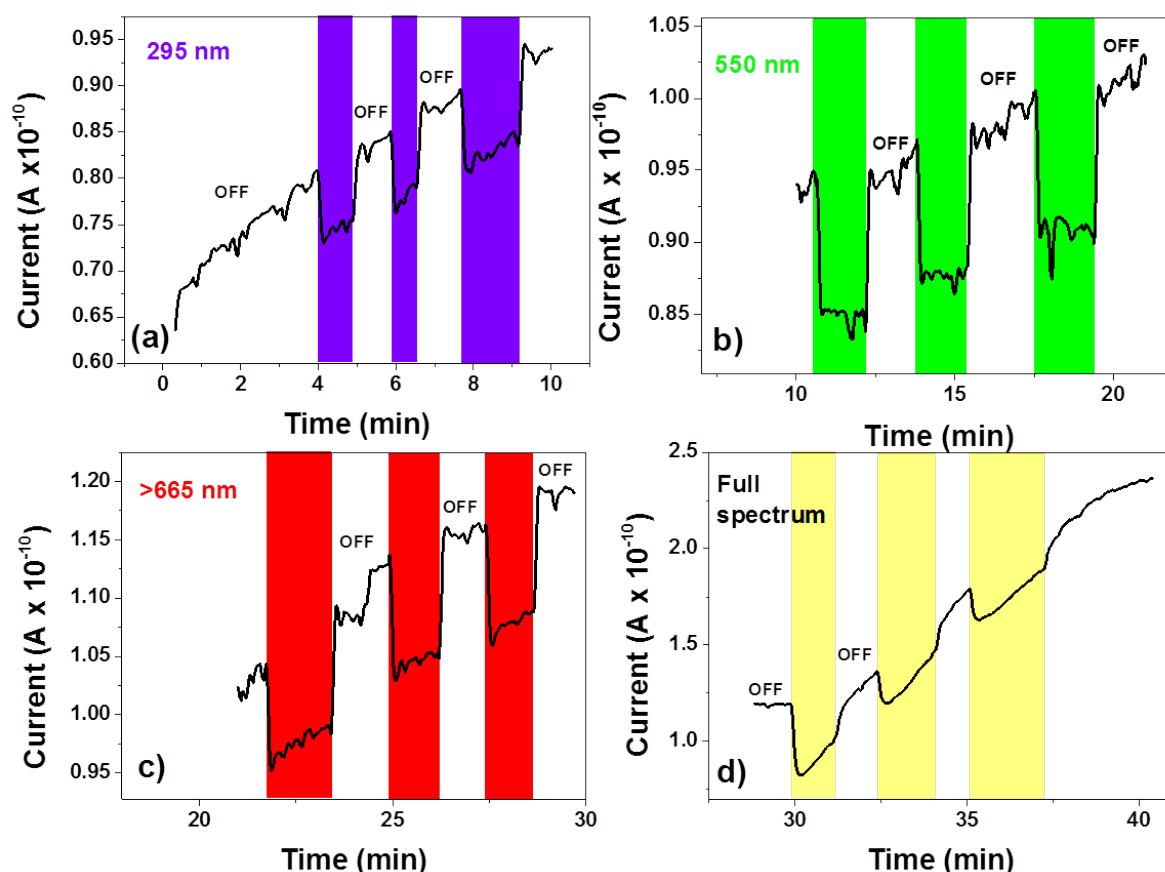 295 nm
OFF
OFF
OFF
(a)
0.95
0.90
0.85
0.80
0.75
0.70
0.65
0.60
0 2 4 6 8 10
Current (A x10⁻¹⁰)
Time (min)
550 nm
OFF
OFF
OFF
b)
1.05
1.00
0.95
0.90
0.85
10 15 20
Current (A x 10⁻¹⁰)
Time (min)
>665 nm
OFF
OFF
OFF
c)
1.20
1.15
1.10
1.05
1.00
0.95
20 25 30
Current (A x 10⁻¹⁰)
Time (min)
Full
spectrum
OFF
OFF
d)
2.5
2.0
1.5
1.0
30 35 40
Current (A x 10⁻¹⁰)
Time (min)